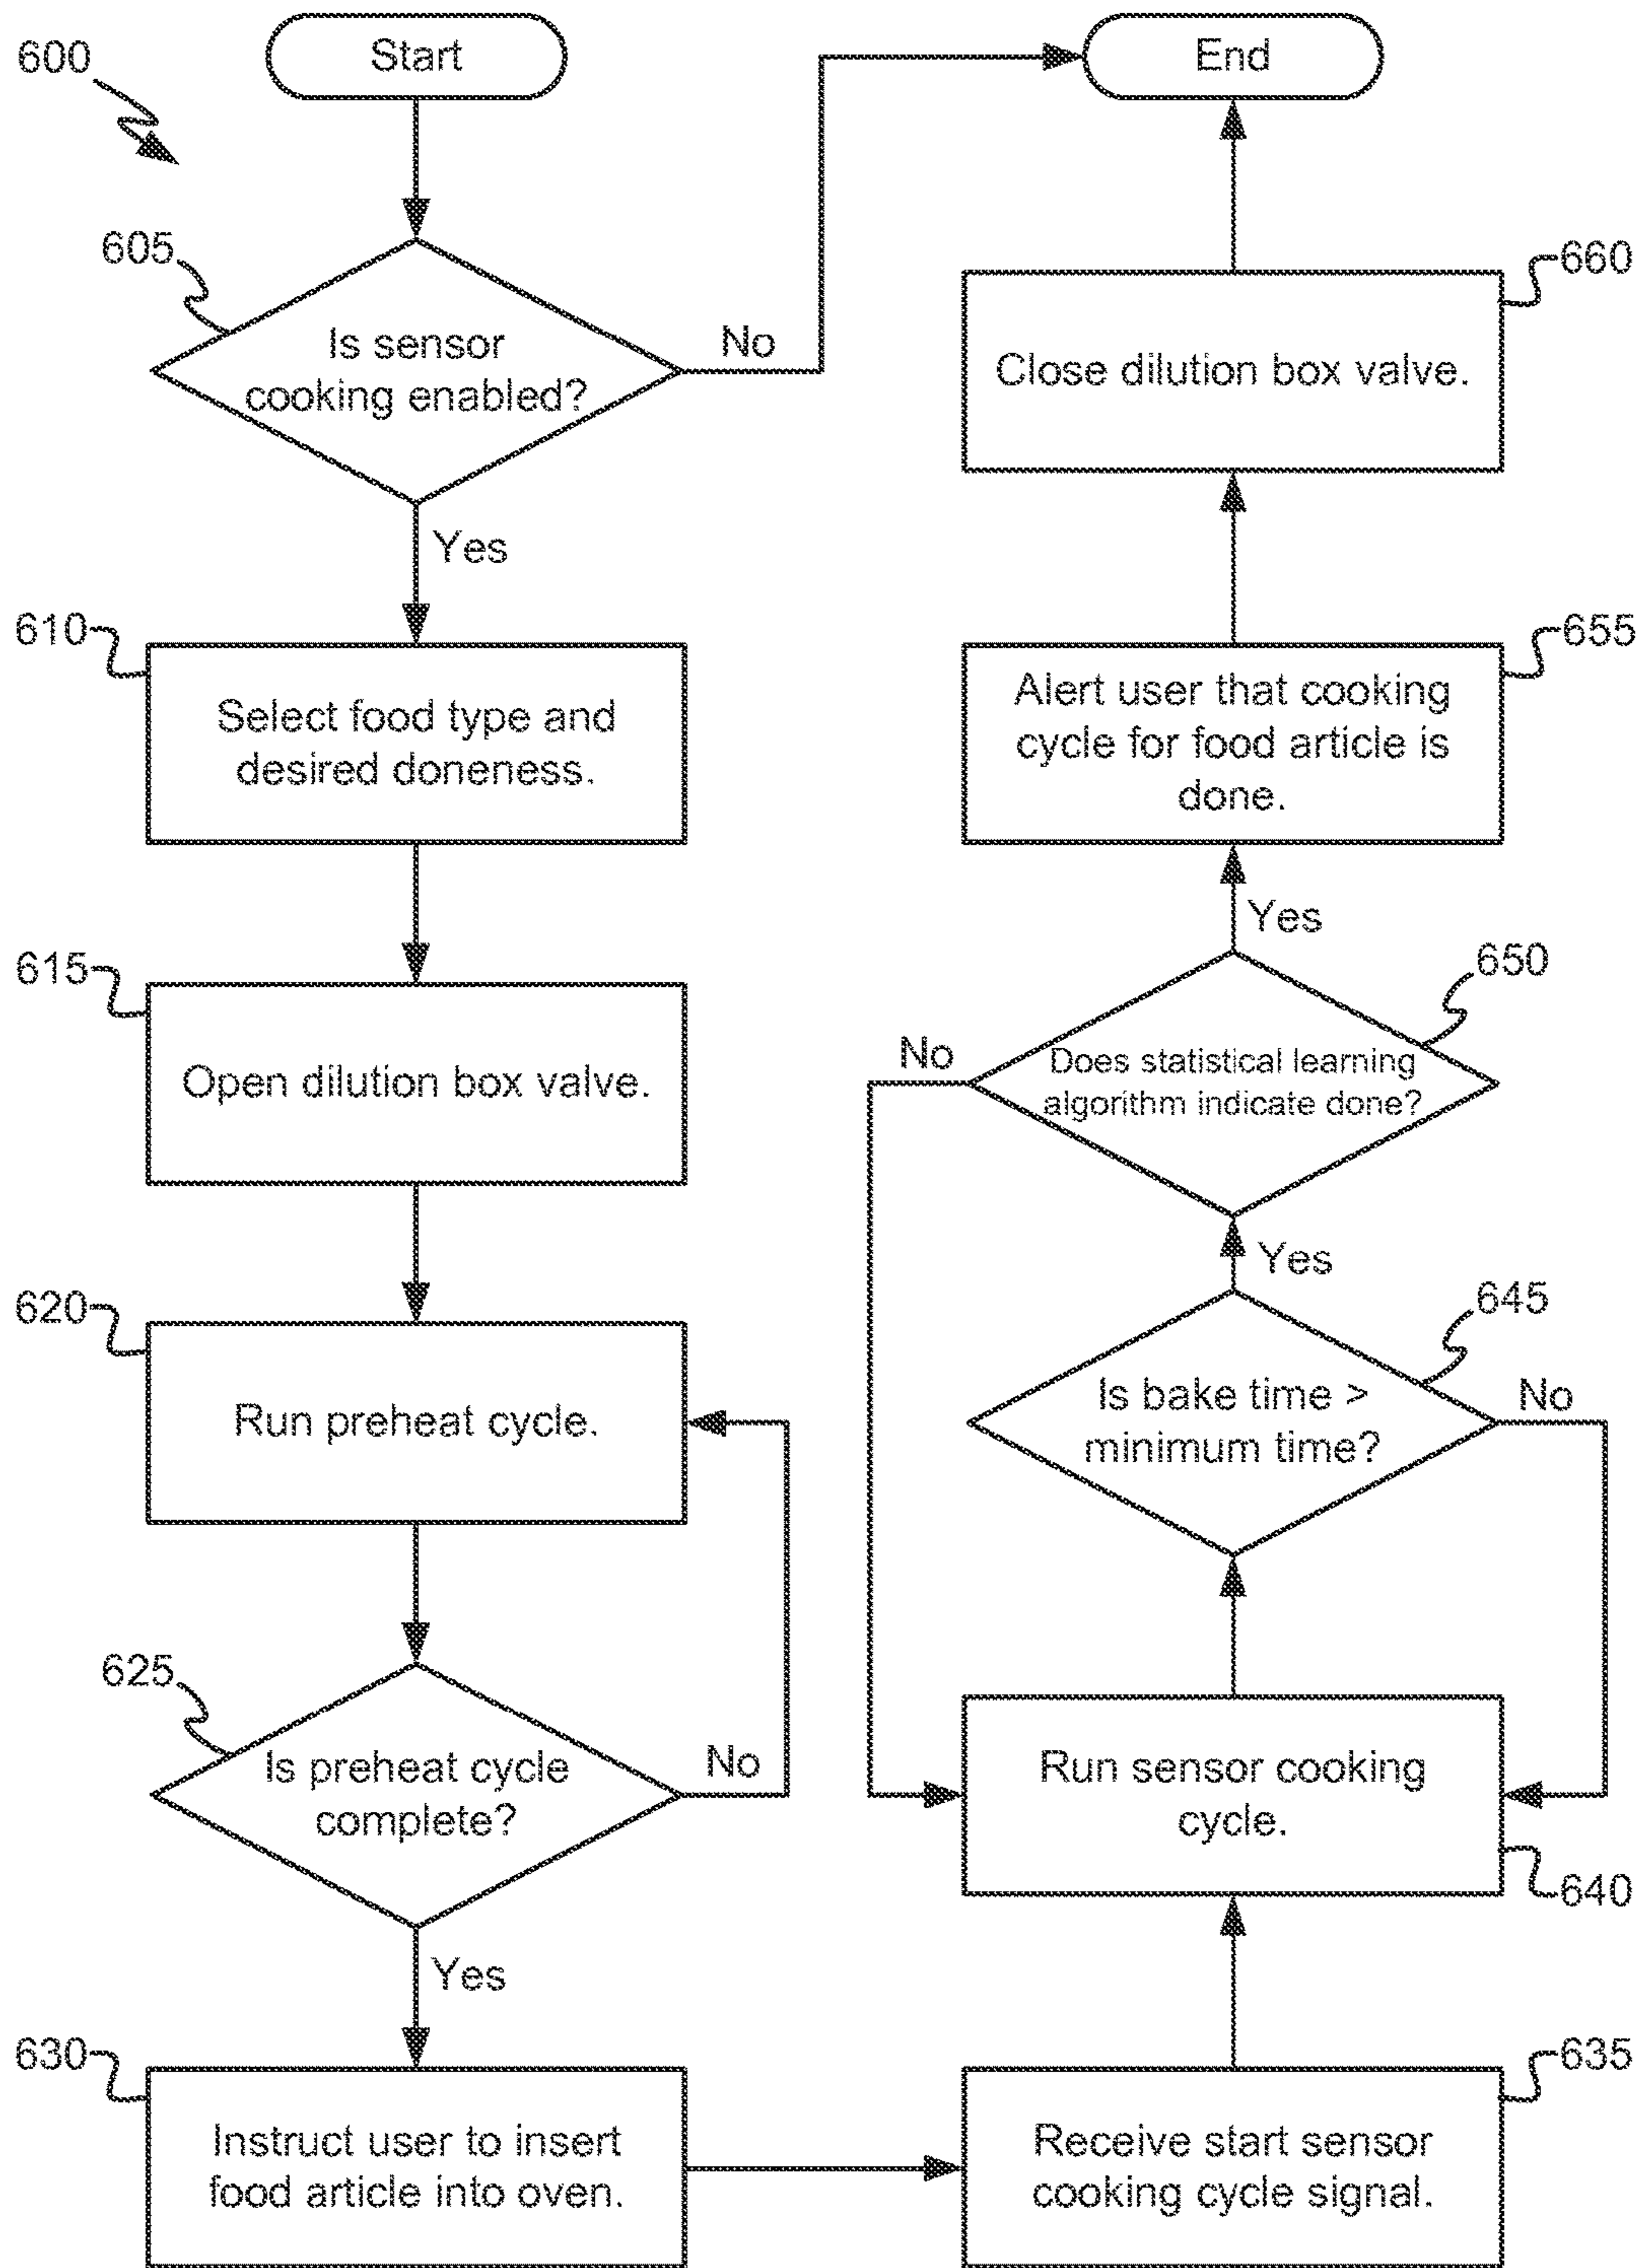 600
Start
605
Is sensor
cooking enabled?
No
Yes
610
Select food type and
desired doneness.
615
Open dilution box valve.
620
Run preheat cycle.
625
Is preheat cycle
complete?
No
Yes
630
Instruct user to insert
food article into oven.
635
Receive start sensor
cooking cycle signal.
640
Run sensor cooking
cycle.
645
Is bake time >
minimum time?
No
Yes
650
Does statistical learning
algorithm indicate done?
No
Yes
655
Alert user that cooking
cycle for food article is
done.
660
Close dilution box valve.
End